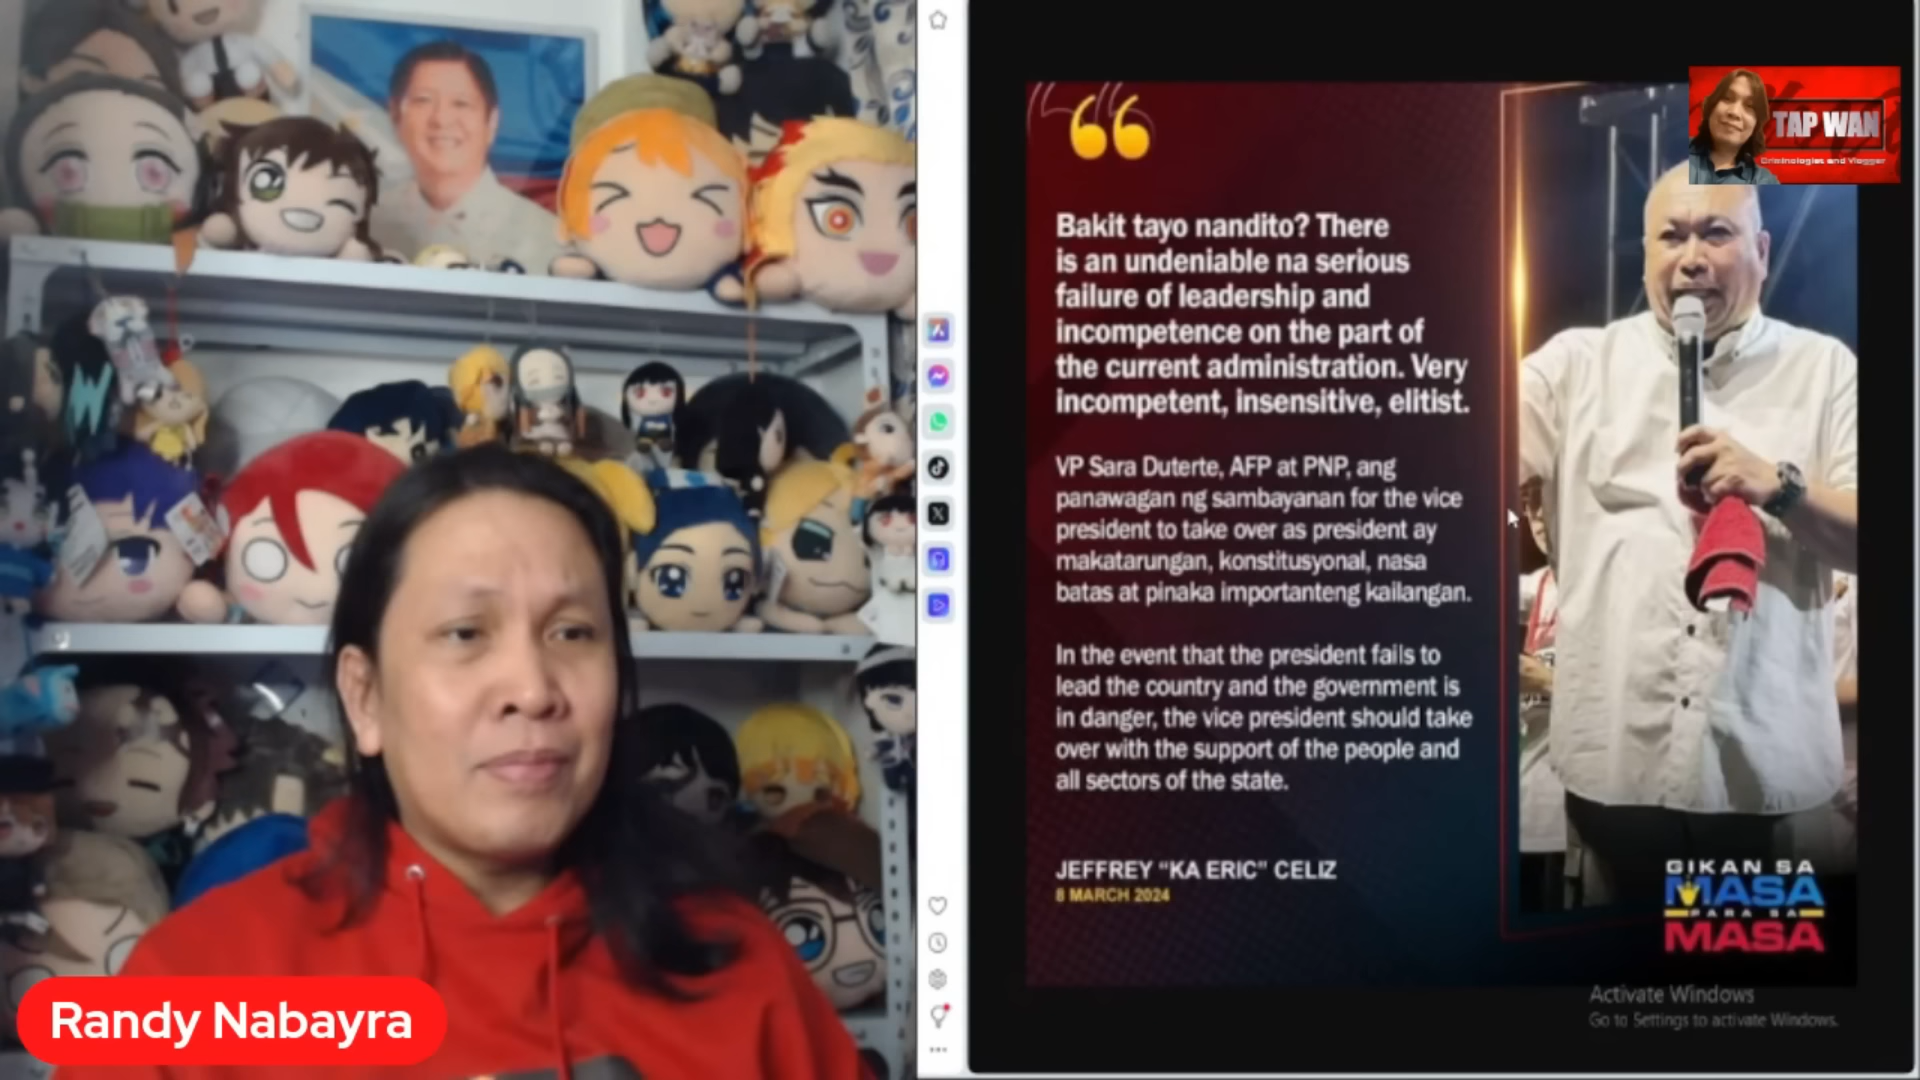 TAP WAN
Criminologist and Vlogger
Bakit tayo nandito? There
is an undeniable na serious
failure of leadership and
incompetence on the part of
the current administration. Very
incompetent, insensitive, elitist.
VP Sara Duterte, AFP at PNP, ang
panawagan ng sambayanan for the vice
president to take over as president ay
makatarungan, konstitusyonal, nasa
batas at pinaka importanteng kailangan.
In the event that the president fails to
lead the country and the government is
in danger, the vice president should take
over with the support of the people and
all sectors of the state.
JEFFREY “KA ERIC” CELIZ
8 MARCH 2024
GIKAN SA
MASA
PARA SA
MASA
Activate Windows
Go to Settings to activate Windows.
Randy Nabayra